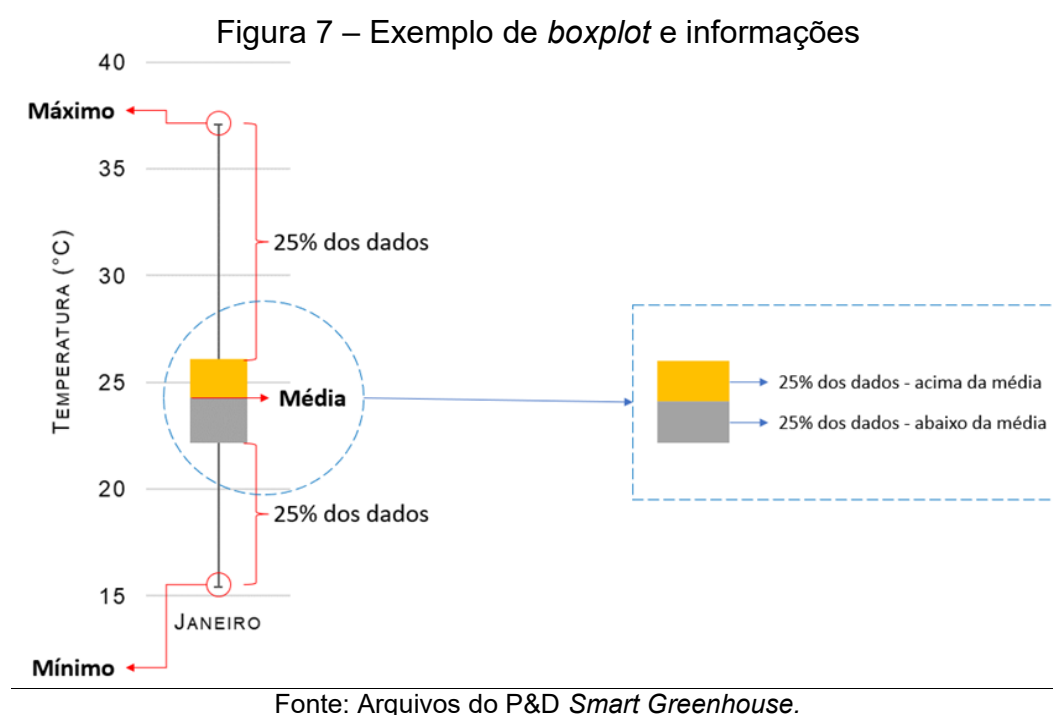 Figura 7 – Exemplo de boxplot e informações
40
Máximo
35
25% dos dados
30
TEMPERATURA (°C)
25
Média
25% dos dados - acima da média
25% dos dados - abaixo da média
20
25% dos dados
15
JANEIRO
Mínimo
Fonte: Arquivos do P&D Smart Greenhouse.